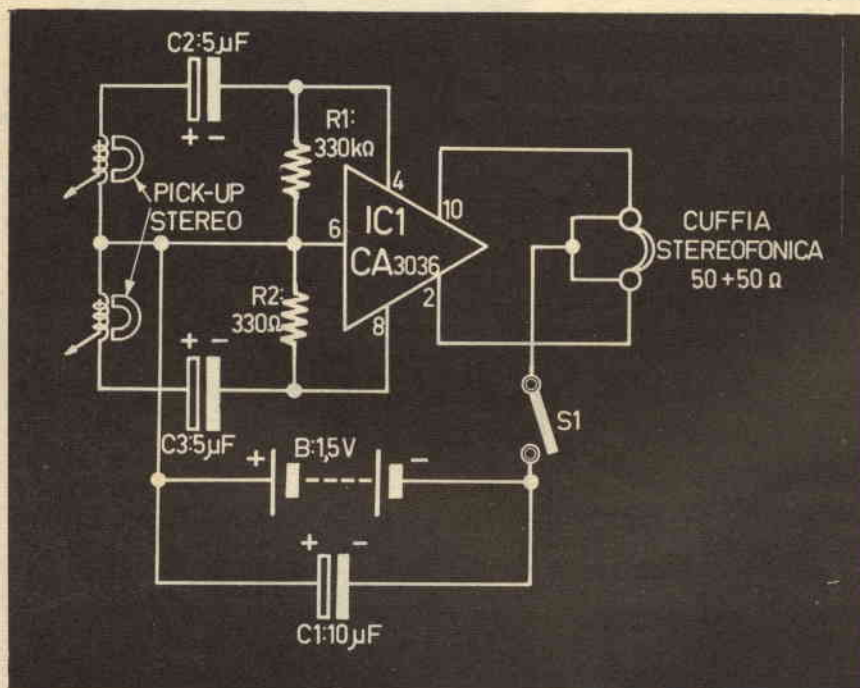 C2:5µF
+ -
R1:
330kΩ
4
10
PICK-UP
STEREO
6
IC1
CA3036
CUFFIA
STEREOFONICA
50+50 Ω
R2:
330Ω
2
8
+ -
C3:5µF
S1
+ B:1,5V -
+ -
C1:10µF